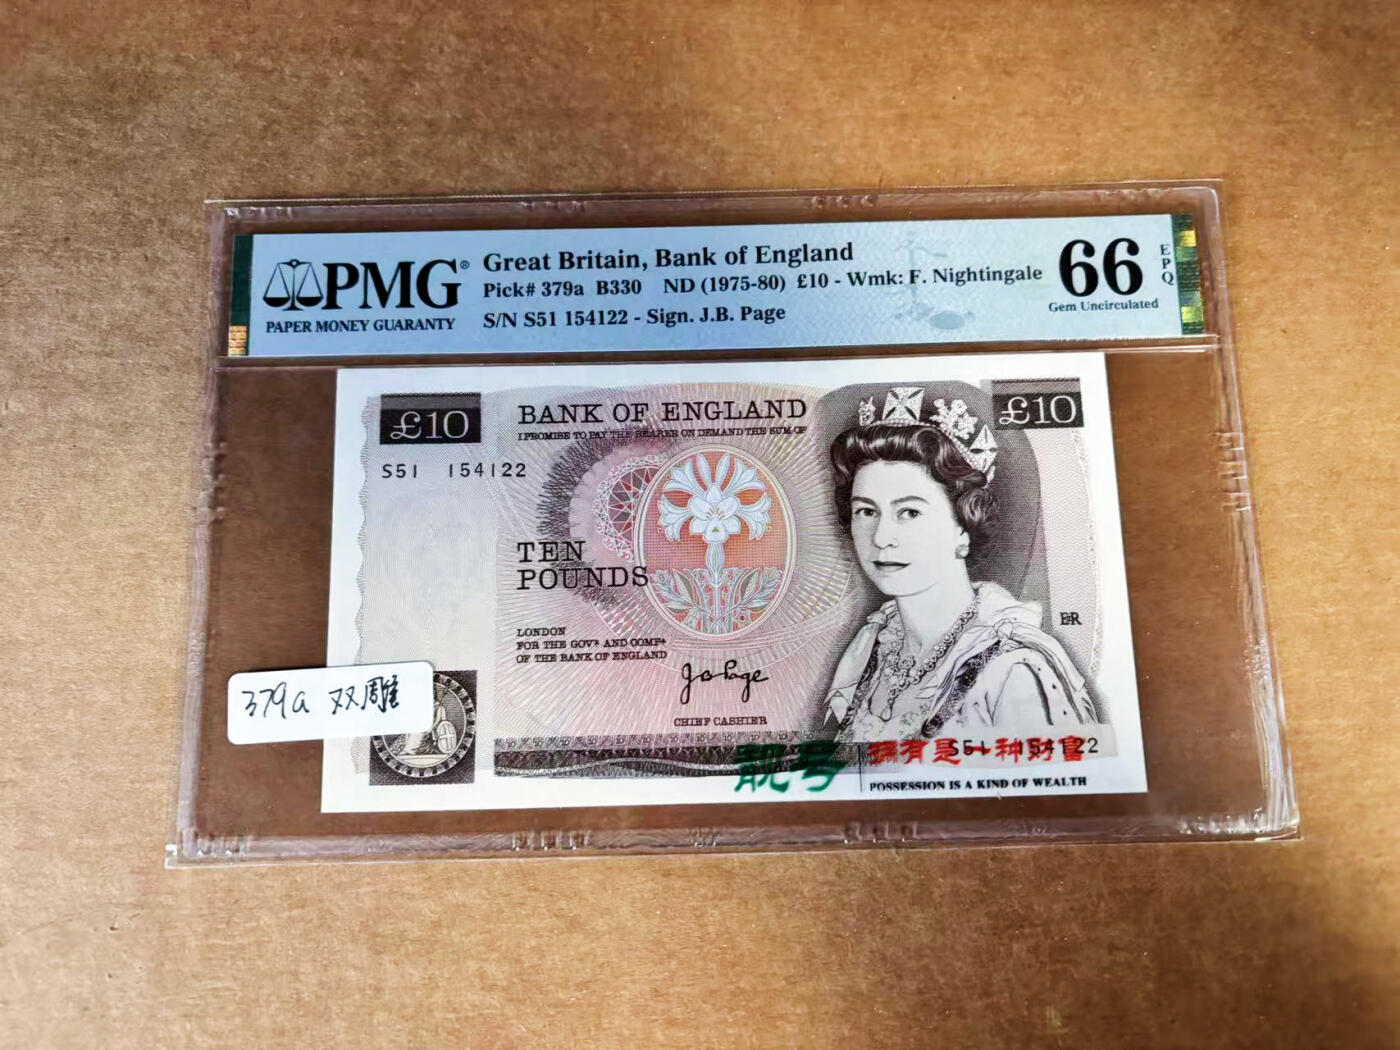 PMG®
PAPER MONEY GUARANTY
Great Britain, Bank of England
Pick# 379a B330 ND (1975-80) £10 - Wmk: F. Nightingale
S/N S51 154122 - Sign. J.B. Page
66
EPQ
Gem Uncirculated
£10
BANK OF ENGLAND
£10
I PROMISE TO PAY THE BEARER ON DEMAND THE SUM OF
S51 154122
TEN
POUNDS
E·R
LONDON
FOR THE GOVR AND COMPA
OF THE BANK OF ENGLAND
J B Page
CHIEF CASHIER
379a 双雕
S51 154122
靓号
拥有是一种财富
POSSESSION IS A KIND OF WEALTH